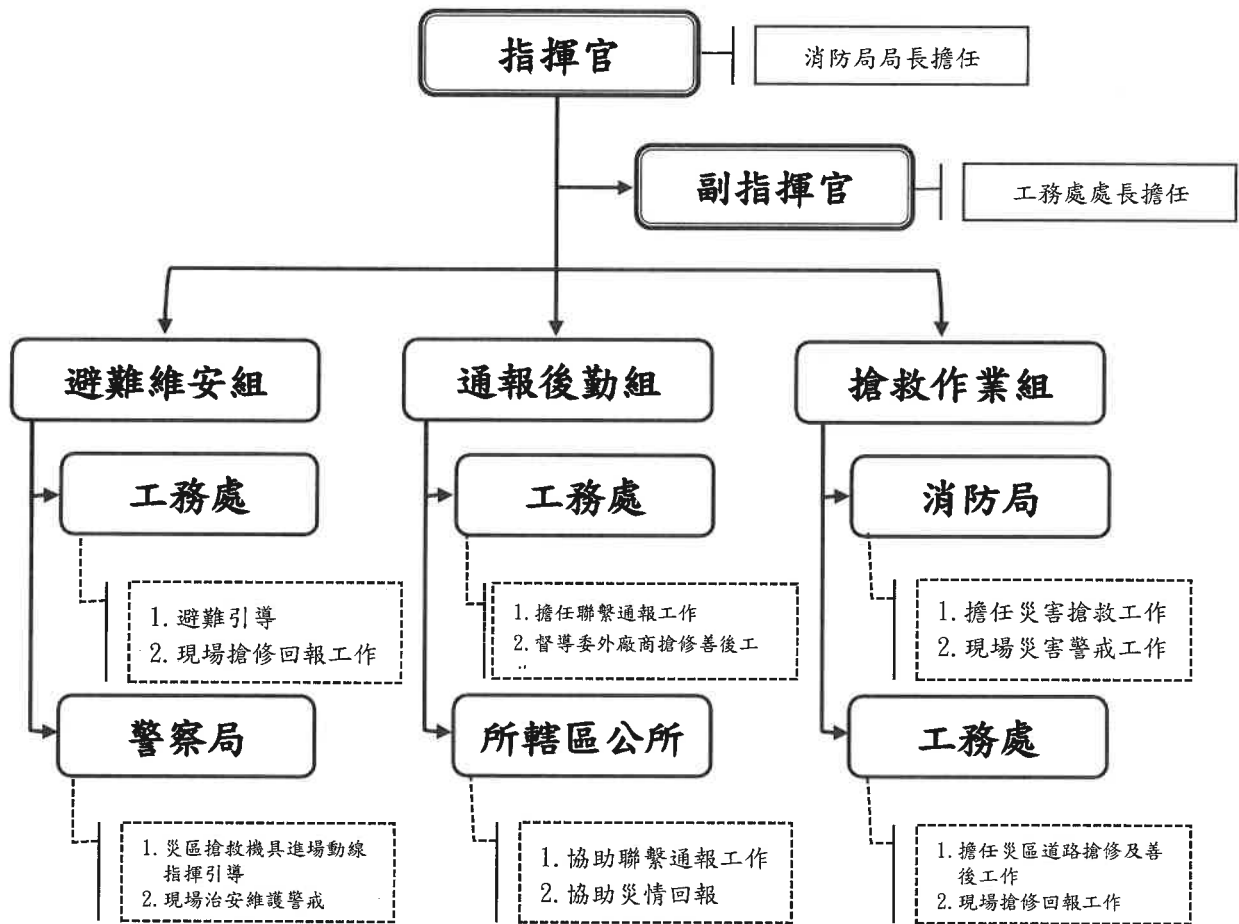 指揮官
消防局局長擔任
副指揮官
工務處處長擔任
避難維安組
通報後勤組
搶救作業組
工務處
1. 避難引導
2. 現場搶修回報工作
警察局
1. 災區搶救機具進場動線
指揮引導
2. 現場治安維護警戒
工務處
1. 擔任聯繫通報工作
2. 督導委外廠商搶修善後工
所轄區公所
1. 協助聯繫通報工作
2. 協助災情回報
消防局
1. 擔任災害搶救工作
2. 現場災害警戒工作
工務處
1. 擔任災區道路搶修及善
後工作
2. 現場搶修回報工作